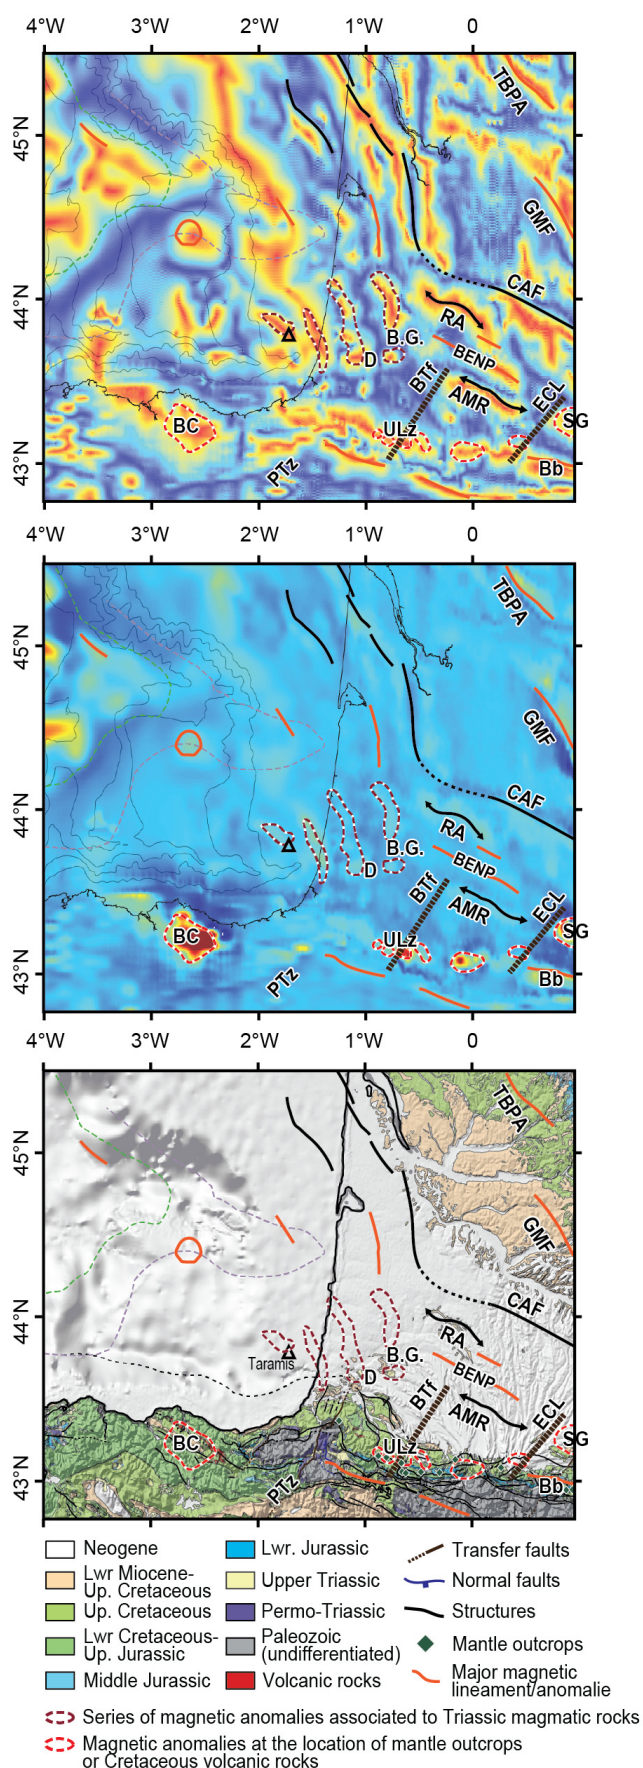 4°W 3°W 2°W 1°W 0
45°N
44°N
43°N
TBPA
GMF
CAF
RA
B.G.
BENP
D
BTf
AMR
ECL
BC
ULz
SG
PTz
Bb
4°W 3°W 2°W 1°W 0
45°N
44°N
43°N
TBPA
GMF
CAF
RA
B.G.
BENP
D
BTf
AMR
ECL
BC
ULz
SG
PTz
Bb
4°W 3°W 2°W 1°W 0
45°N
44°N
43°N
TBPA
GMF
CAF
RA
Taramis
B.G.
BENP
D
BTf
AMR
ECL
BC
ULz
SG
PTz
Bb
Neogene
Lwr Miocene-
Up. Cretaceous
Up. Cretaceous
Lwr Cretaceous-
Up. Jurassic
Middle Jurassic
Lwr. Jurassic
Upper Triassic
Permo-Triassic
Paleozoic
(undifferentiated)
Volcanic rocks
Transfer faults
Normal faults
Structures
Mantle outcrops
Major magnetic
lineament/anomalie
Series of magnetic anomalies associated to Triassic magmatic rocks
Magnetic anomalies at the location of mantle outcrops
or Cretaceous volcanic rocks